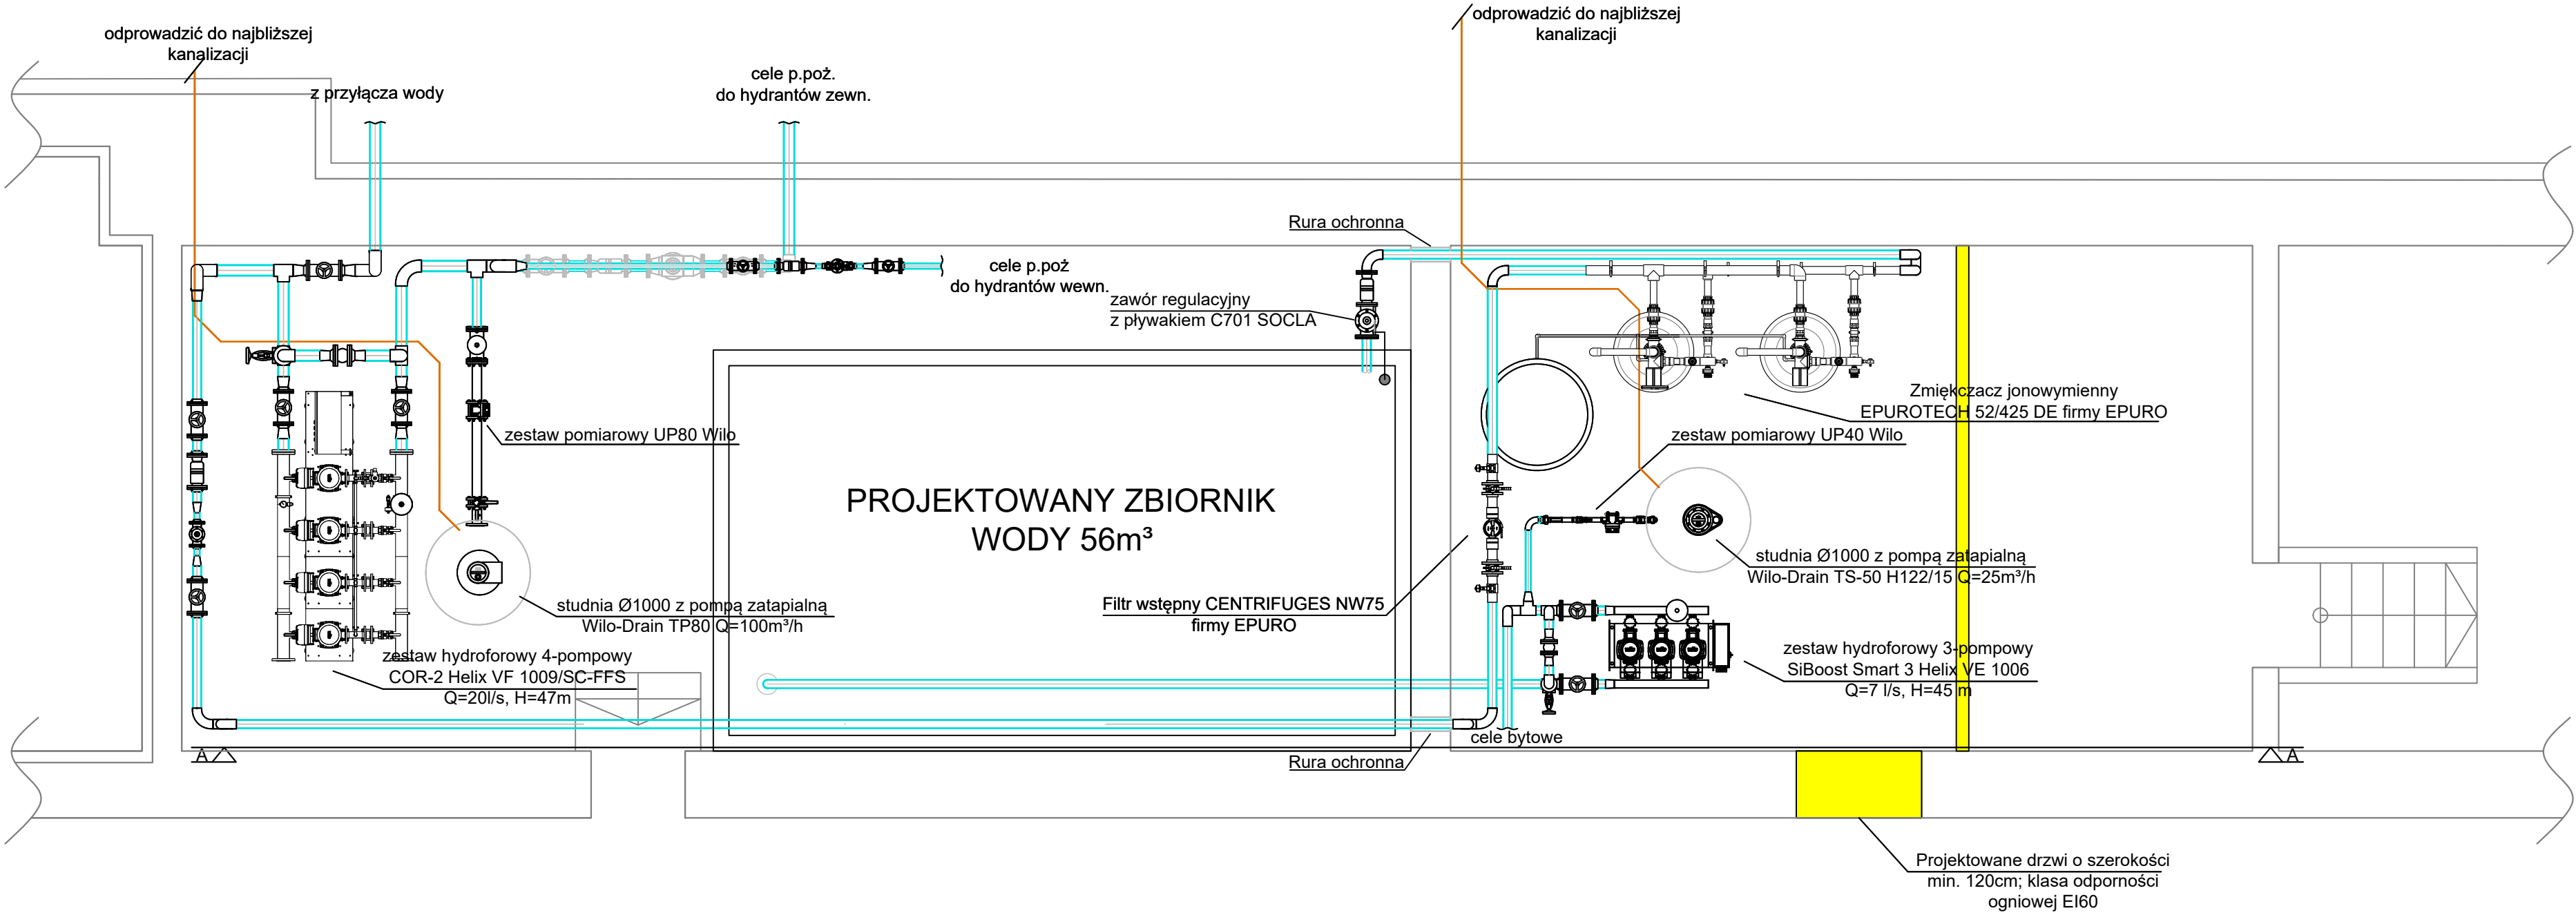 odprowadzić do najbliższej
kanalizacji
z przyłącza wody
cele p.poż.
do hydrantów zewn.
odprowadzić do najbliższej
kanalizacji
Rura ochronna
cele p.poż
do hydrantów wewn.
zawór regulacyjny
z pływakiem C701 SOCLA
Zmiękczacz jonowymienny
EPUROTECH 52/425 DE firmy EPURO
zestaw pomiarowy UP80 Wilo
zestaw pomiarowy UP40 Wilo
PROJEKTOWANY ZBIORNIK
WODY 56m³
studnia Ø1000 z pompą zatapialną
Wilo-Drain TS-50 H122/15 Q=25m³/h
studnia Ø1000 z pompą zatapialną
Wilo-Drain TP80 Q=100m³/h
Filtr wstępny CENTRIFUGES NW75
firmy EPURO
zestaw hydroforowy 4-pompowy
COR-2 Helix VF 1009/SC-FFS
Q=20l/s, H=47m
zestaw hydroforowy 3-pompowy
SiBoost Smart 3 Helix VE 1006
Q=7 l/s, H=45 m
cele bytowe
A
Rura ochronna
A
Projektowane drzwi o szerokości
min. 120cm; klasa odporności
ogniowej EI60